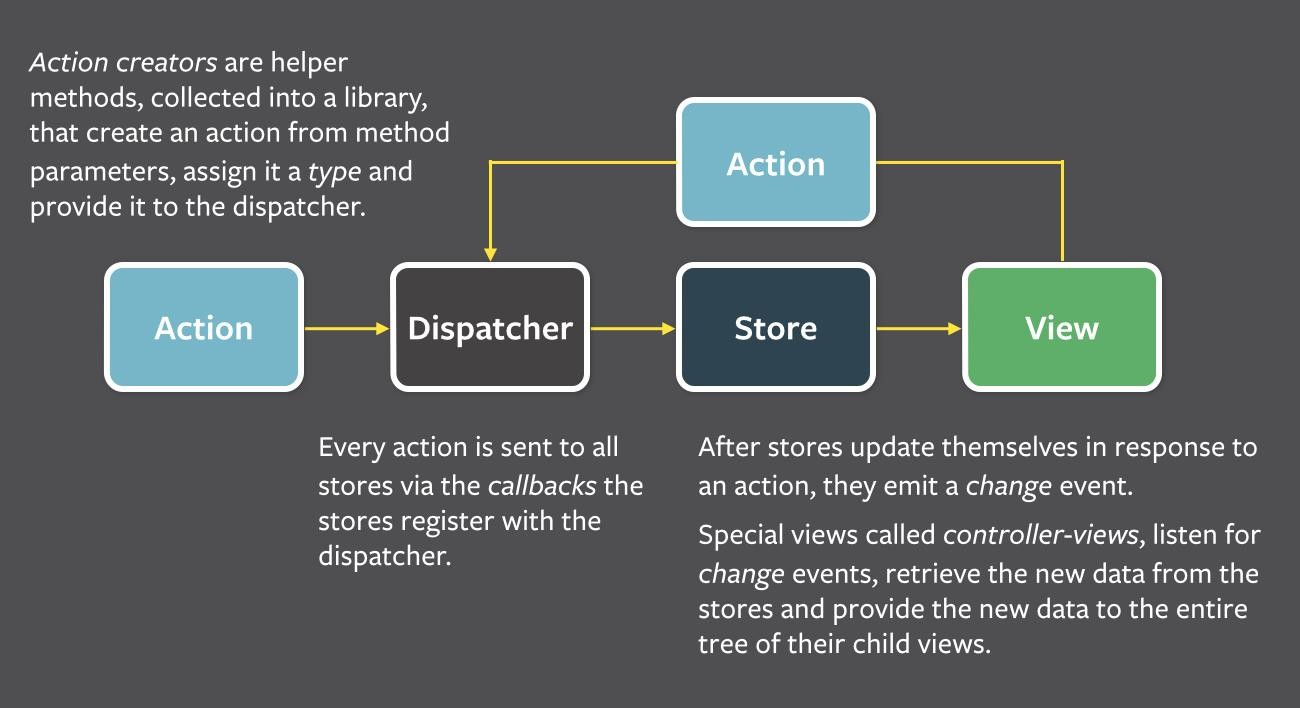 Action creators are helper
methods, collected into a library,
that create an action from method
parameters, assign it a type and
provide it to the dispatcher.
Action
Action
Dispatcher
Store
View
Every action is sent to all
stores via the callbacks the
stores register with the
dispatcher.
After stores update themselves in response to
an action, they emit a change event.
Special views called controller-views, listen for
change events, retrieve the new data from the
stores and provide the new data to the entire
tree of their child views.